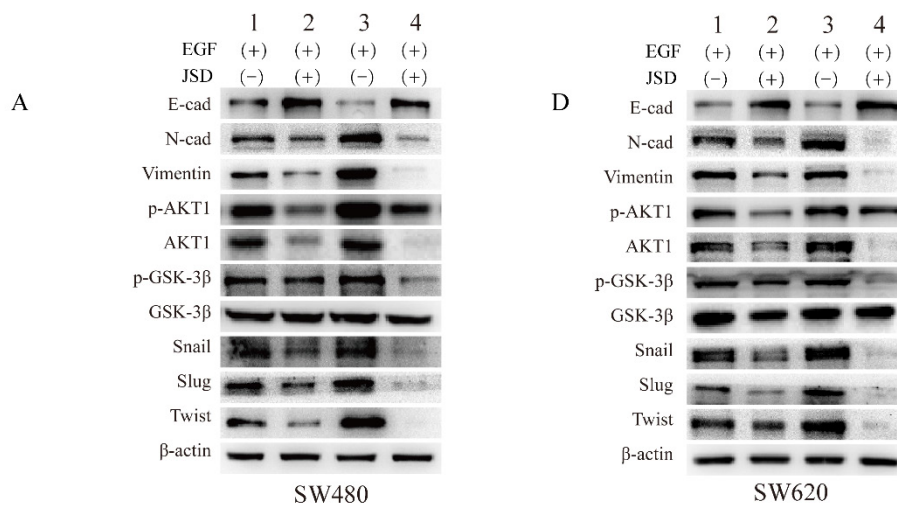 A
1 2 3 4
EGF (+) (+) (+) (+)
JSD (−) (+) (−) (+)
E-cad
N-cad
Vimentin
p-AKT1
AKT1
p-GSK-3β
GSK-3β
Snail
Slug
Twist
β-actin
SW480
D
1 2 3 4
EGF (+) (+) (+) (+)
JSD (−) (+) (−) (+)
E-cad
N-cad
Vimentin
p-AKT1
AKT1
p-GSK-3β
GSK-3β
Snail
Slug
Twist
β-actin
SW620